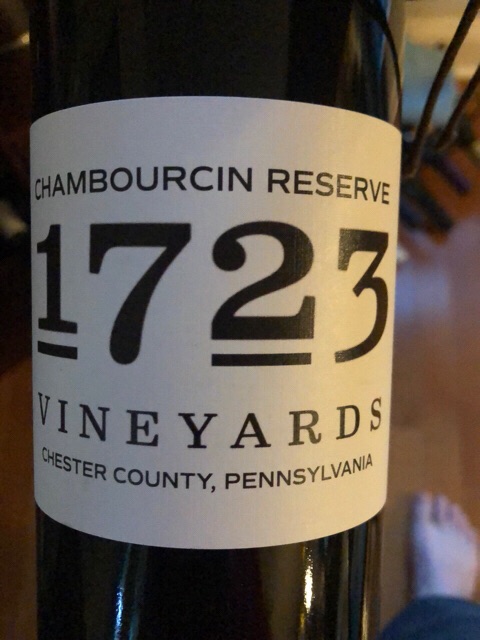 CHAMBOURCIN RESERVE
1723
VINEYARDS
CHESTER COUNTY, PENNSYLVANIA